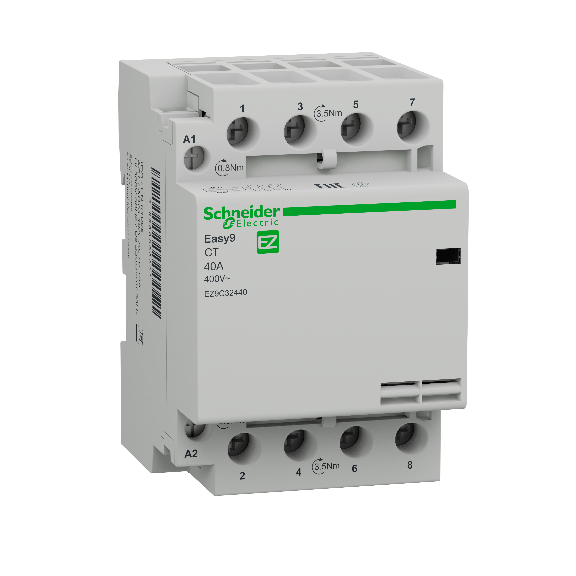 1 3 3,5Nm 5 7
A1
0,8Nm
EAC
Schneider
Electric
Easy9
EZ
CT
40A
400V~
EZ9C32440
A2
2 4 3,5Nm 6 8